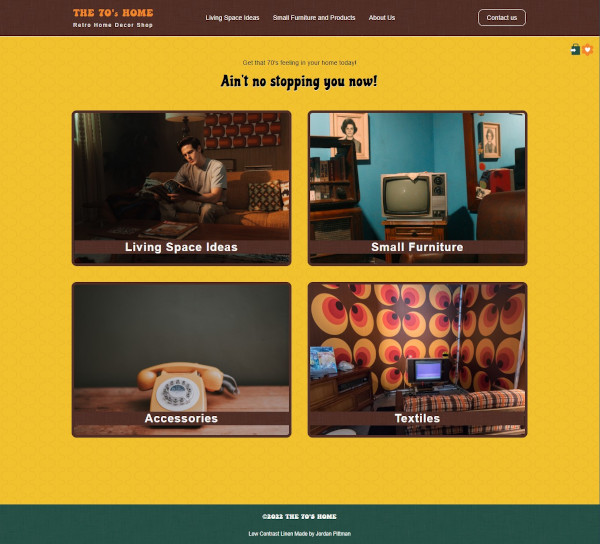 THE 70's HOME
Retro Home Decor Shop
Living Space Ideas
Small Furniture and Products
About Us
Contact us
Get that 70's feeling in your home today!
Ain't no stopping you now!
Living Space Ideas
Small Furniture
Accessories
Textiles
©2022 THE 70'S HOME
Low Contrast Linen Made by Jordan Pittman